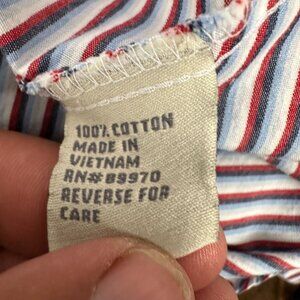 100% COTTON
MADE IN
VIETNAM
RN# 89970
REVERSE FOR
CARE